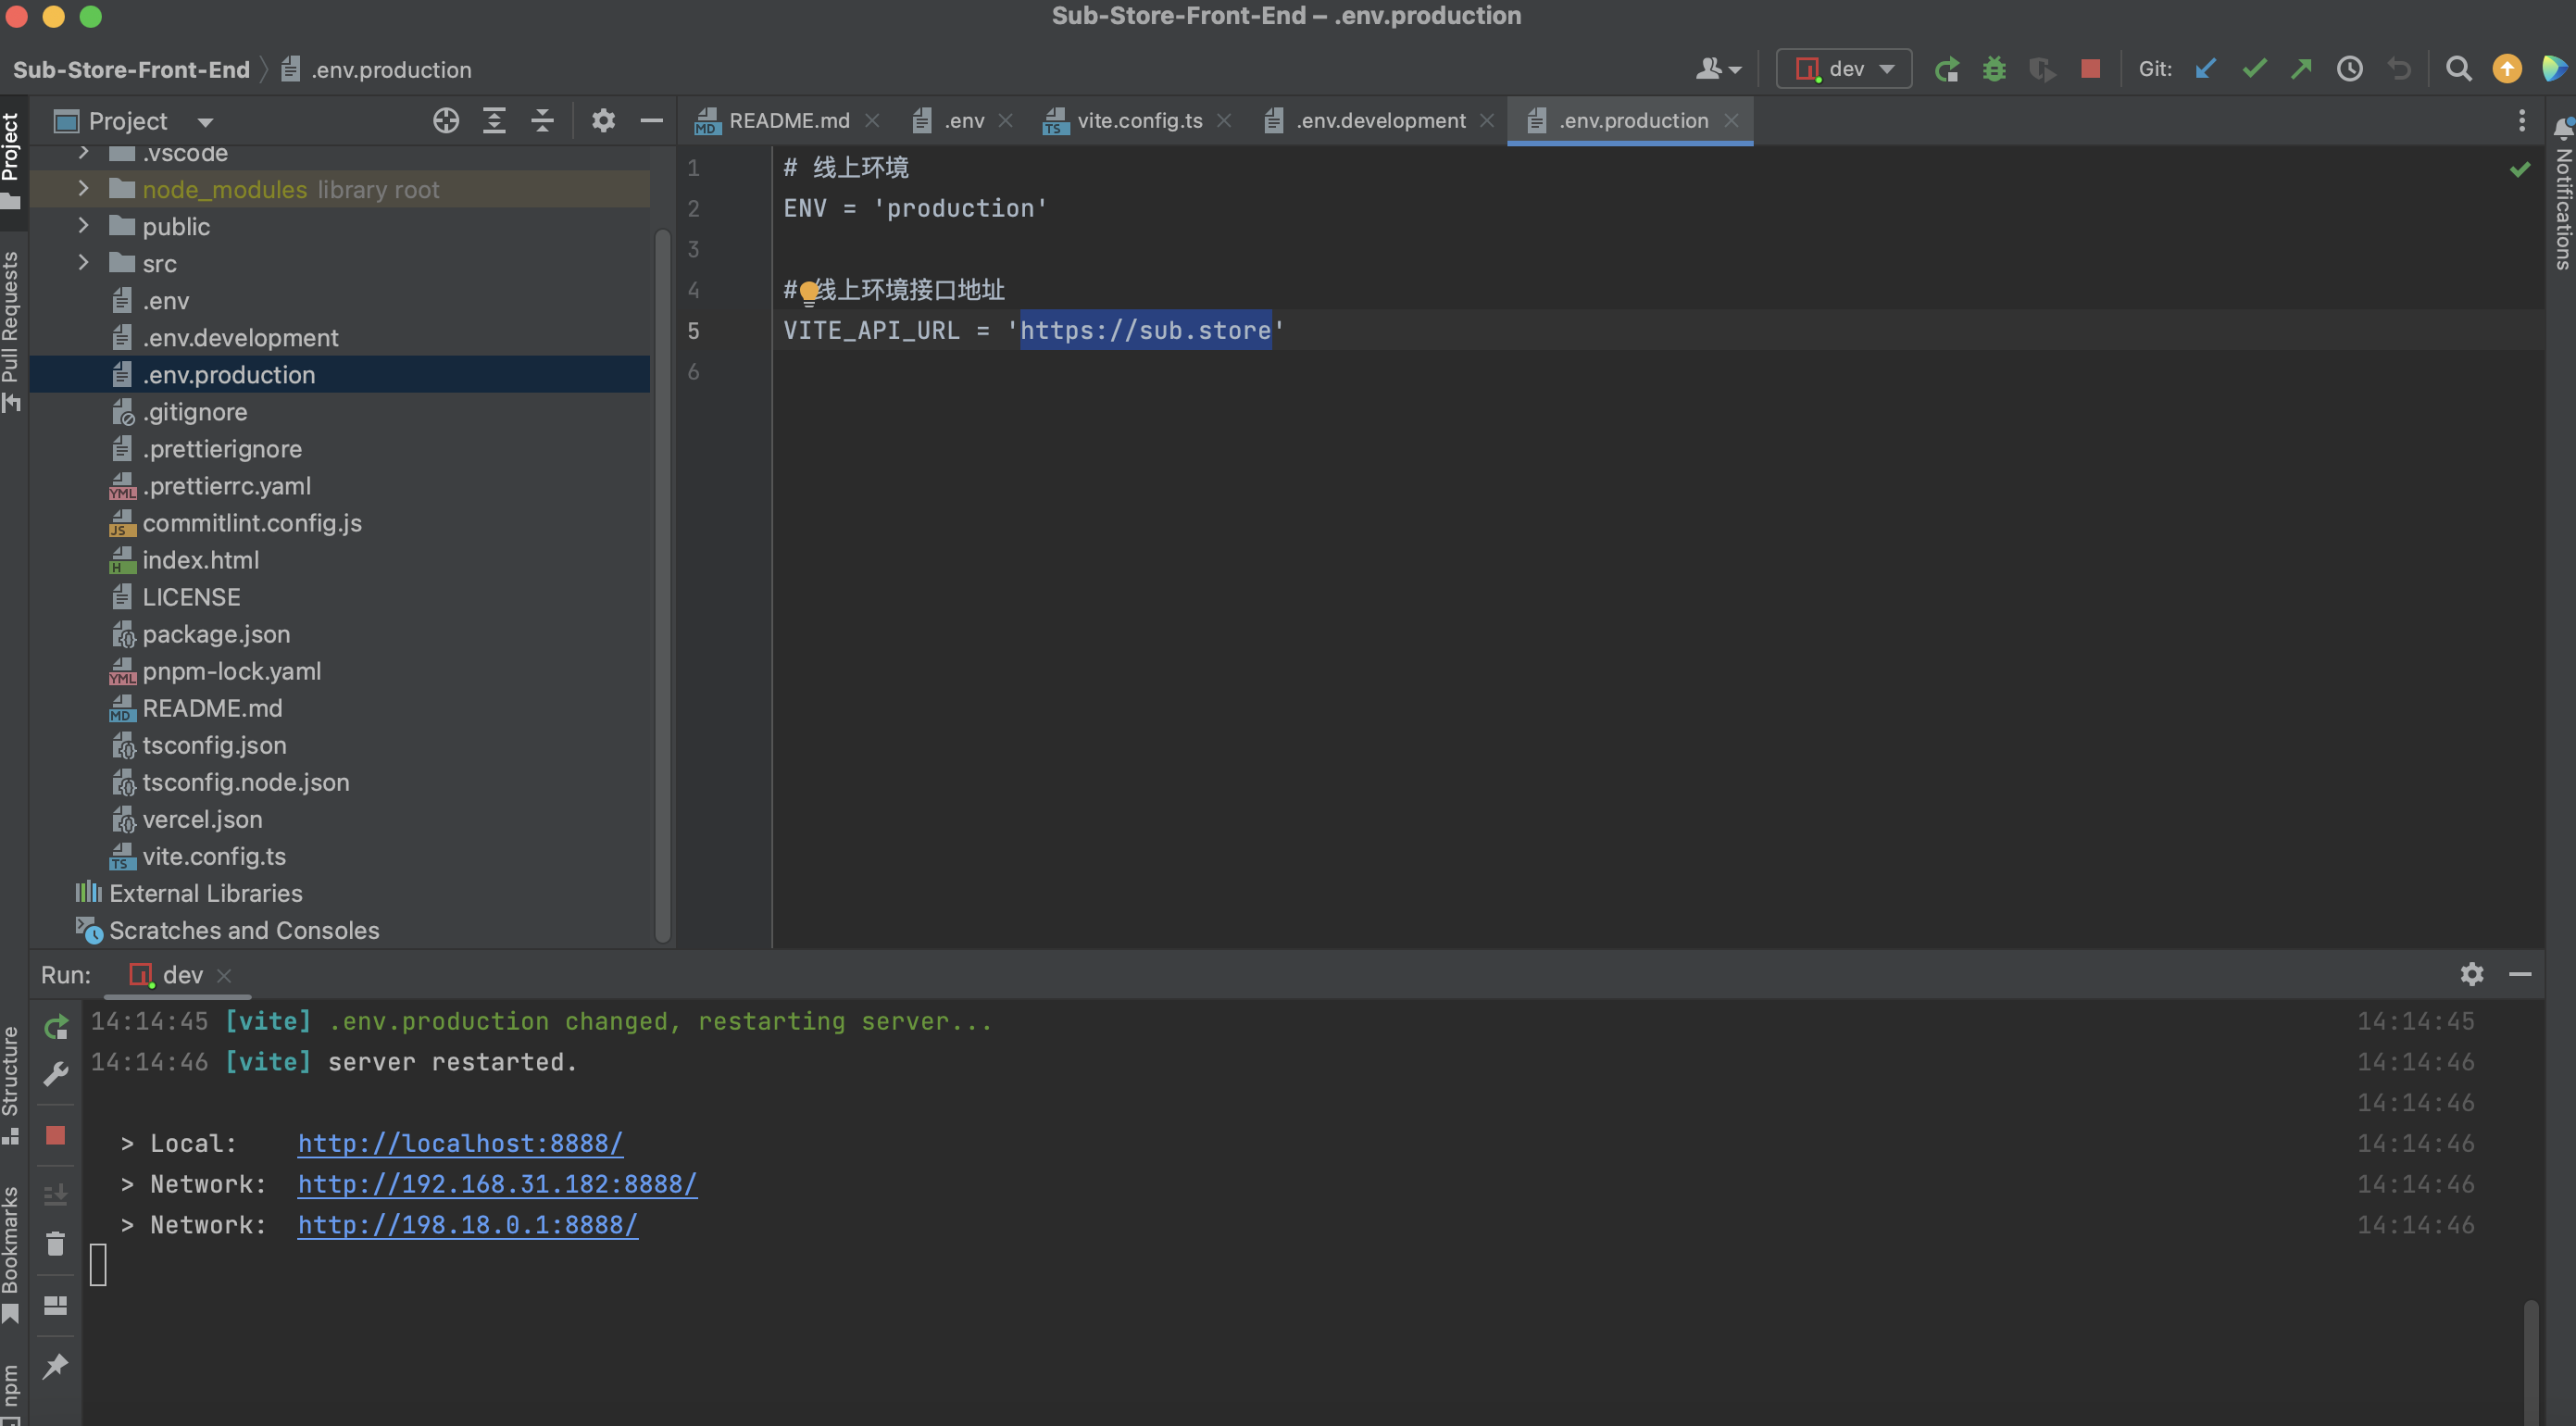 Sub-Store-Front-End – .env.production
Sub-Store-Front-End
.env.production
dev
Git:
Project
README.md
.env
vite.config.ts
.env.development
.env.production
Project
Pull Requests
Structure
Bookmarks
npm
Notifications
.vscode
node_modules library root
public
src
.env
.env.development
.env.production
.gitignore
.prettierignore
.prettierrc.yaml
commitlint.config.js
index.html
LICENSE
package.json
pnpm-lock.yaml
README.md
tsconfig.json
tsconfig.node.json
vercel.json
vite.config.ts
External Libraries
Scratches and Consoles
1 # 线上环境
2 ENV = 'production'
3
4 # 线上环境接口地址
5 VITE_API_URL = 'https://sub.store'
6
Run: dev
14:14:45 [vite] .env.production changed, restarting server... 14:14:45
14:14:46 [vite] server restarted. 14:14:46
14:14:46
> Local: http://localhost:8888/ 14:14:46
> Network: http://192.168.31.182:8888/ 14:14:46
> Network: http://198.18.0.1:8888/ 14:14:46